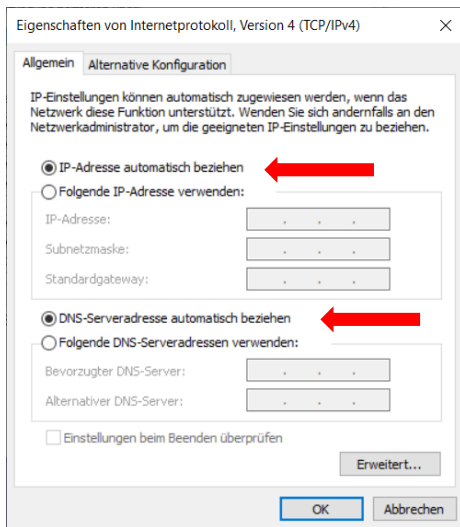 Eigenschaften von Internetprotokoll, Version 4 (TCP/IPv4)
Allgemein Alternative Konfiguration
IP-Einstellungen können automatisch zugewiesen werden, wenn das
Netzwerk diese Funktion unterstützt. Wenden Sie sich andernfalls an den
Netzwerkadministrator, um die geeigneten IP-Einstellungen zu beziehen.
IP-Adresse automatisch beziehen
Folgende IP-Adresse verwenden:
IP-Adresse: . . .
Subnetzmaske: . . .
Standardgateway: . . .
DNS-Serveradresse automatisch beziehen
Folgende DNS-Serveradressen verwenden:
Bevorzugter DNS-Server: . . .
Alternativer DNS-Server: . . .
Einstellungen beim Beenden überprüfen
Erweitert...
OK Abbrechen